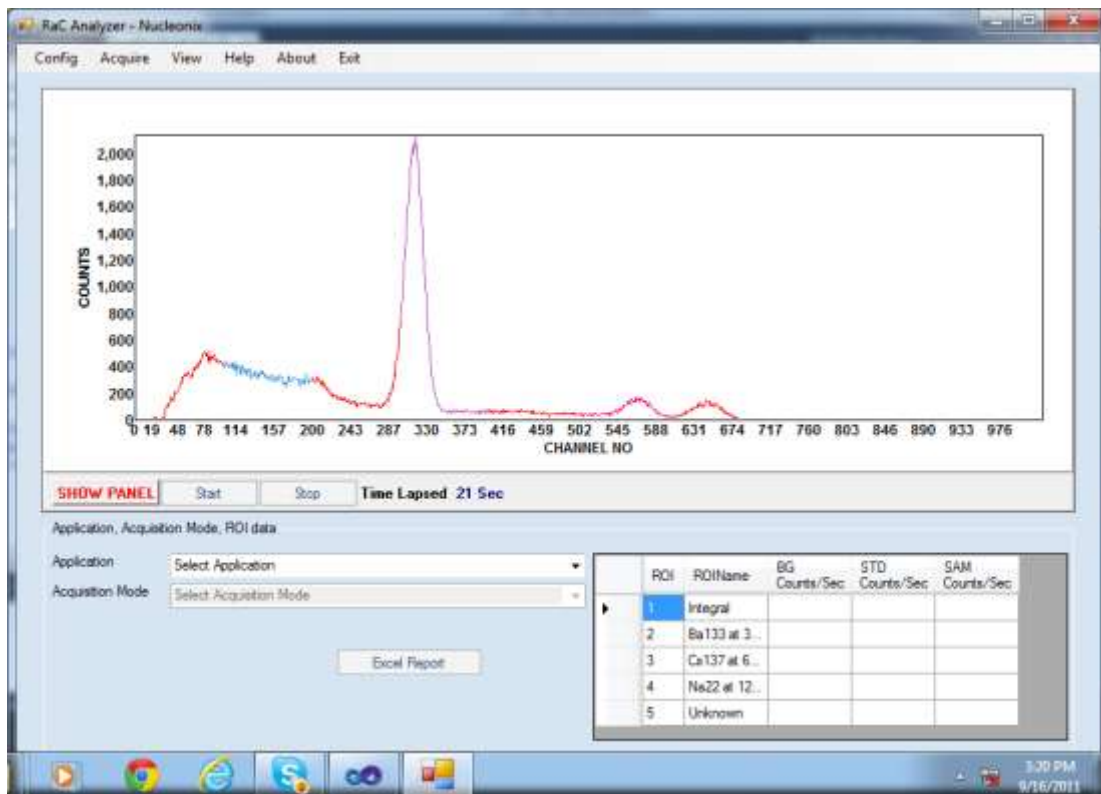 RaC Analyzer - Nucleonix
Config Acquire View Help About Exit
2,000
1,800
1,600
1,400
1,200
1,000
800
600
400
200
0
COUNTS
0 19 48 78 114 157 200 243 287 330 373 416 459 502 545 588 631 674 717 760 803 846 890 933 976
CHANNEL NO
SHOW PANEL Start Stop Time Lapsed 21 Sec
Application, Acquisition Mode, ROI data
Application Select Application
Acquisition Mode Select Acquisition Mode
Excel Report
ROI ROIName BG Counts/Sec STD Counts/Sec SAM Counts/Sec
1 Integral
2 Ba133 at 3...
3 Cs137 at 6...
4 Na22 at 12...
5 Unknown
3:20 PM
9/16/2011